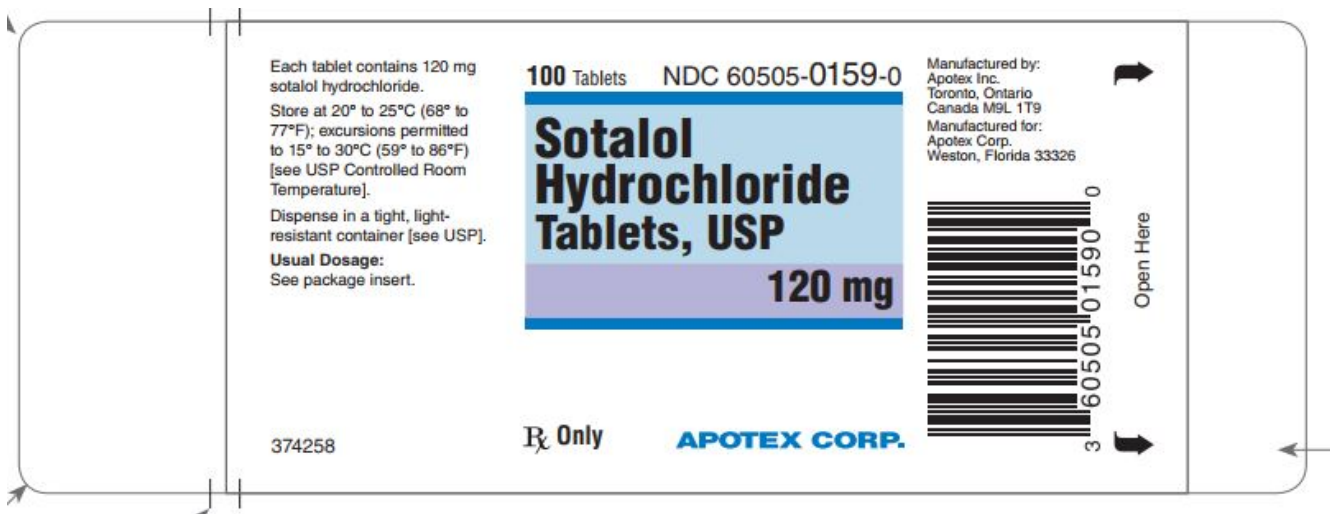 Each tablet contains 120 mg
sotalol hydrochloride.
Store at 20° to 25°C (68° to
77°F); excursions permitted
to 15° to 30°C (59° to 86°F)
[see USP Controlled Room
Temperature].
Dispense in a tight, light-
resistant container [see USP].
Usual Dosage:
See package insert.
374258
100 Tablets NDC 60505-0159-0
Sotalol
Hydrochloride
Tablets, USP
120 mg
Rx Only
APOTEX CORP.
Manufactured by:
Apotex Inc.
Toronto, Ontario
Canada M9L 1T9
Manufactured for:
Apotex Corp.
Weston, Florida 33326
3 60505 01590 0
Open Here